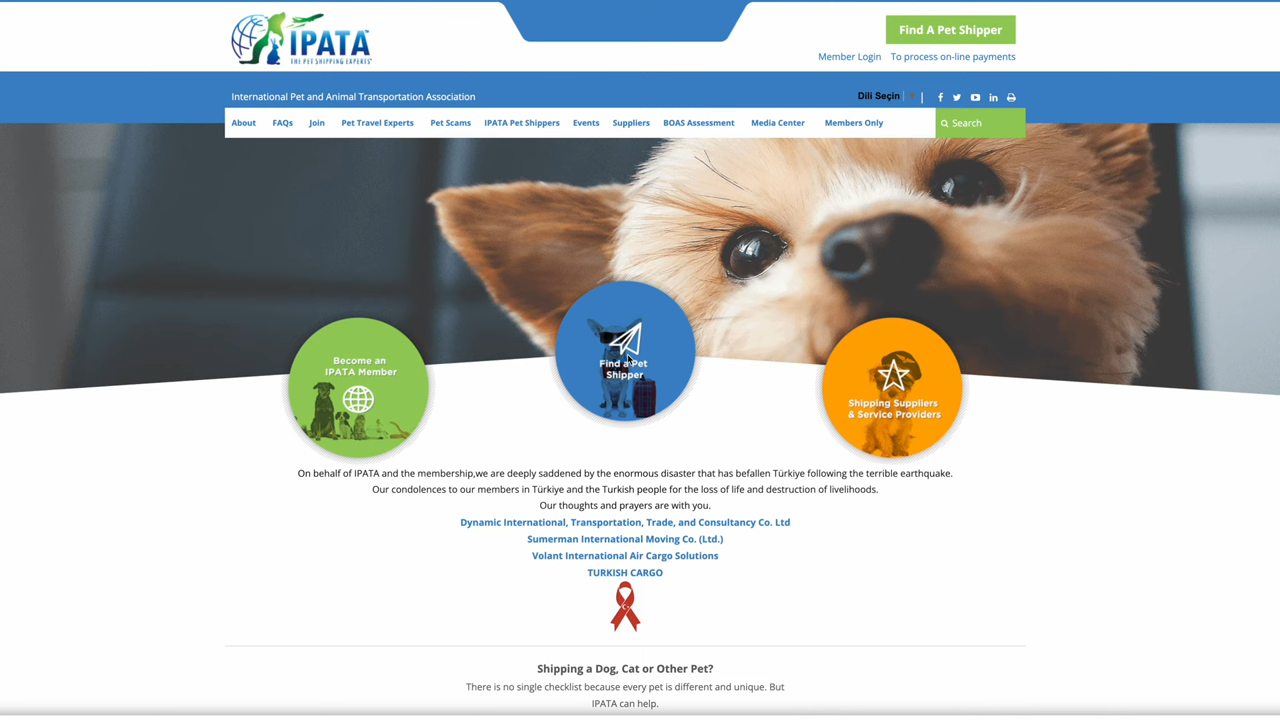 IPATA
THE PET SHIPPING EXPERTS
Find A Pet Shipper
Member Login To process on-line payments
International Pet and Animal Transportation Association
Dili Seçin
About FAQs Join Pet Travel Experts Pet Scams IPATA Pet Shippers Events Suppliers BOAS Assessment Media Center Members Only Search
Become an
IPATA Member
Find a Pet
Shipper
Shipping Suppliers
& Service Providers
On behalf of IPATA and the membership,we are deeply saddened by the enormous disaster that has befallen Türkiye following the terrible earthquake.
Our condolences to our members in Türkiye and the Turkish people for the loss of life and destruction of livelihoods.
Our thoughts and prayers are with you.
Dynamic International, Transportation, Trade, and Consultancy Co. Ltd
Sumerman International Moving Co. (Ltd.)
Volant International Air Cargo Solutions
TURKISH CARGO
Shipping a Dog, Cat or Other Pet?
There is no single checklist because every pet is different and unique. But
IPATA can help.